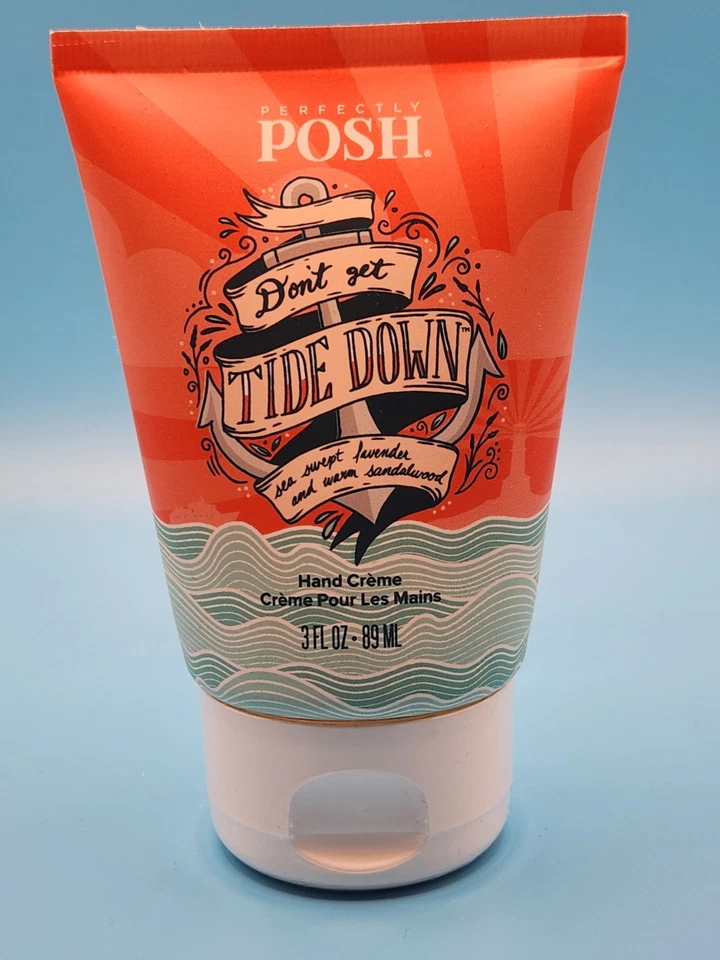 PERFECTLY
POSH®
Don't get
TIDE DOWN™
sea swept lavender
and warm sandalwood
Hand Crème
Crème Pour Les Mains
3 FL OZ • 89 ML